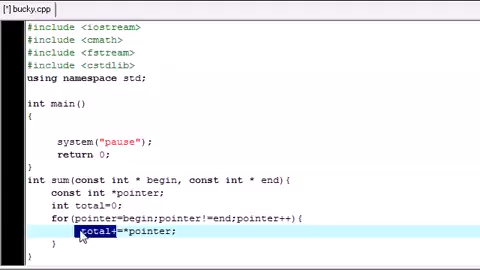 [*] bucky.cpp
#include <iostream>
#include <cmath>
#include <fstream>
#include <cstdlib>
using namespace std;
int main()
{
system("pause");
return 0;
}
int sum(const int * begin, const int * end){
const int *pointer;
int total=0;
for(pointer=begin;pointer!=end;pointer++){
total+=*pointer;
}
}